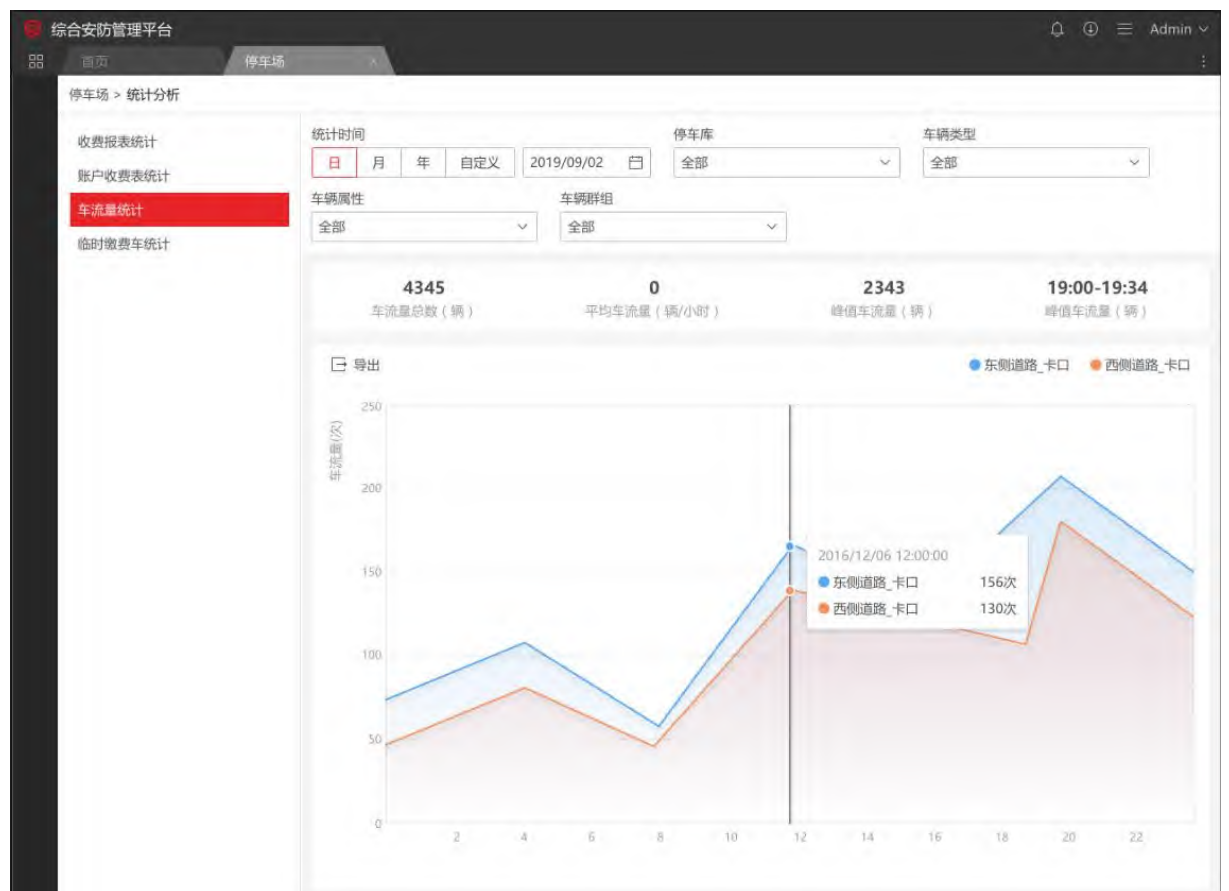 综合安防管理平台
Admin
首页
停车场
停车场 > 统计分析
收费报表统计
账户收费表统计
车流量统计
临时缴费车统计
统计时间
停车库
车辆类型
日 月 年 自定义 2019/09/02 全部 全部
车辆属性
车辆群组
全部 全部
4345 0 2343 19:00-19:34
车流量总数（辆） 平均车流量（辆/小时） 峰值车流量（辆） 峰值车流量（辆）
导出 东侧道路_卡口 西侧道路_卡口
车流量(次)
250
200
150
100
50
0
2016/12/06 12:00:00
东侧道路_卡口 156次
西侧道路_卡口 130次
2 4 6 8 10 12 14 16 18 20 22